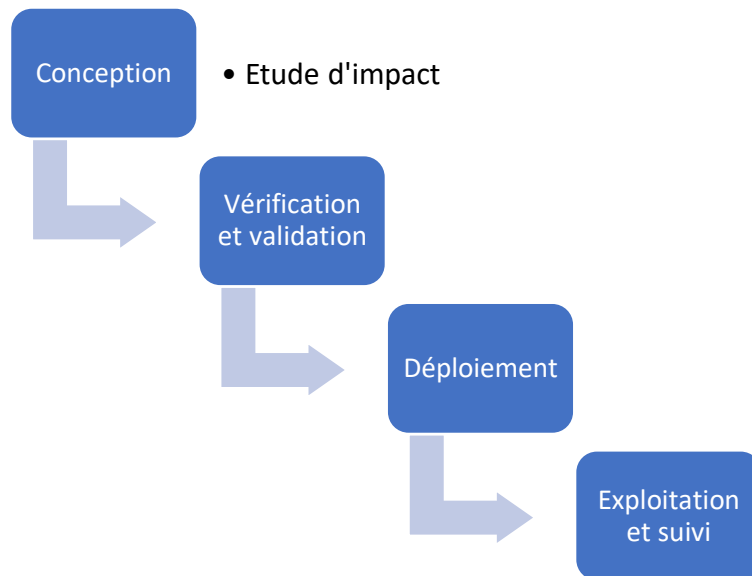 Conception
• Etude d'impact
Vérification
et validation
Déploiement
Exploitation
et suivi